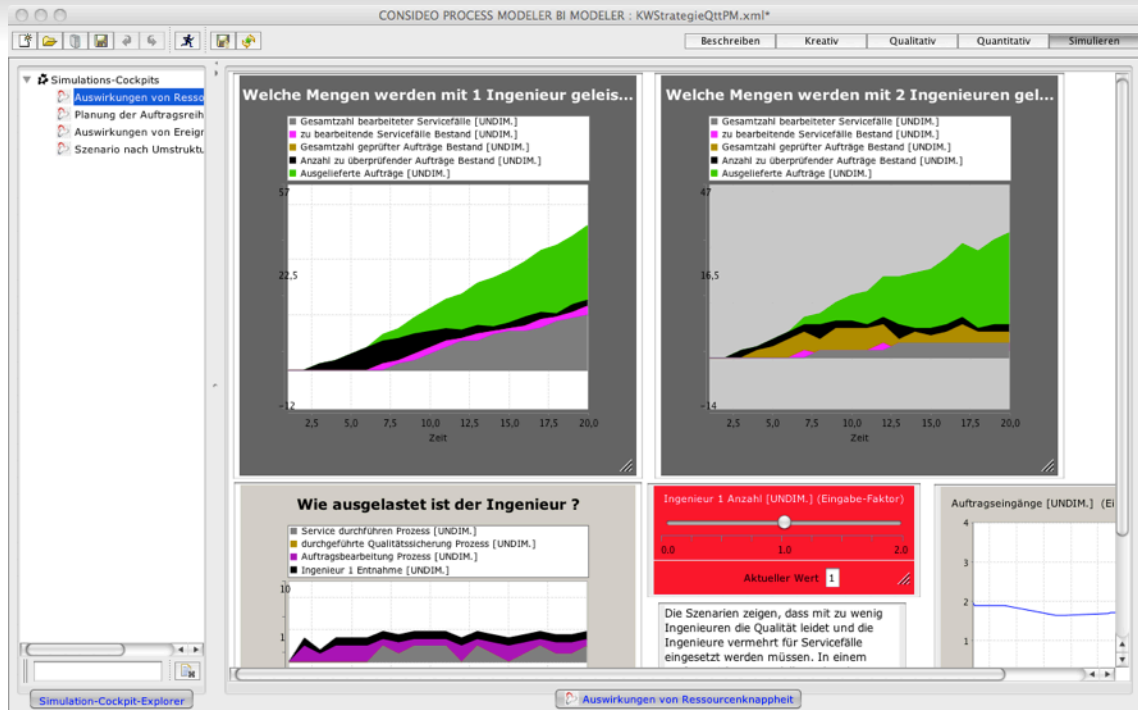 CONSIDEO PROCESS MODELER BI MODELER : KWStrategieQttPM.xml*
Beschreiben
Kreativ
Qualitativ
Quantitativ
Simulieren
Simulations-Cockpits
Auswirkungen von Resso
Planung der Auftragsreih
Auswirkungen von Ereigr
Szenario nach Umstruktu
Simulation-Cockpit-Explorer
Welche Mengen werden mit 1 Ingenieur geleis...
Gesamtzahl bearbeiteter Servicefälle [UNDIM.]
zu bearbeitende Servicefälle Bestand [UNDIM.]
Gesamtzahl geprüfter Aufträge Bestand [UNDIM.]
Anzahl zu überprüfender Aufträge Bestand [UNDIM.]
Ausgelieferte Aufträge [UNDIM.]
57
22,5
-12
2,5 5,0 7,5 10,0 12,5 15,0 17,5 20,0
Zeit
Welche Mengen werden mit 2 Ingenieuren gel...
Gesamtzahl bearbeiteter Servicefälle [UNDIM.]
zu bearbeitende Servicefälle Bestand [UNDIM.]
Gesamtzahl geprüfter Aufträge Bestand [UNDIM.]
Anzahl zu überprüfender Aufträge Bestand [UNDIM.]
Ausgelieferte Aufträge [UNDIM.]
47
16,5
-14
2,5 5,0 7,5 10,0 12,5 15,0 17,5 20,0
Zeit
Wie ausgelastet ist der Ingenieur ?
Service durchführen Prozess [UNDIM.]
durchgeführte Qualitätssicherung Prozess [UNDIM.]
Auftragsbearbeitung Prozess [UNDIM.]
Ingenieur 1 Entnahme [UNDIM.]
10
1
Ingenieur 1 Anzahl [UNDIM.] (Eingabe-Faktor)
0.0 1.0 2.0
Aktueller Wert 1
Die Szenarien zeigen, dass mit zu wenig
Ingenieuren die Qualität leidet und die
Ingenieure vermehrt für Servicefälle
eingesetzt werden müssen. In einem
Auftragseingänge [UNDIM.] (Ei
4
3
2
1
Auswirkungen von Ressourcenknappheit